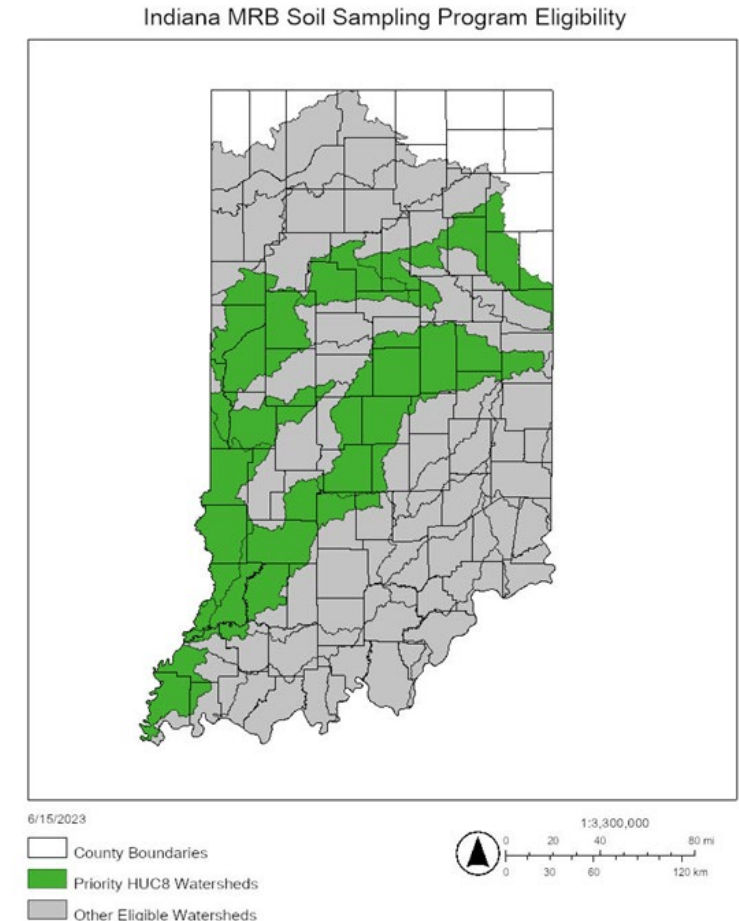 Indiana MRB Soil Sampling Program Eligibility
6/15/2023
County Boundaries
Priority HUC8 Watersheds
Other Eligible Watersheds
1:3,300,000
0 20 40 80 mi
0 30 60 120 km